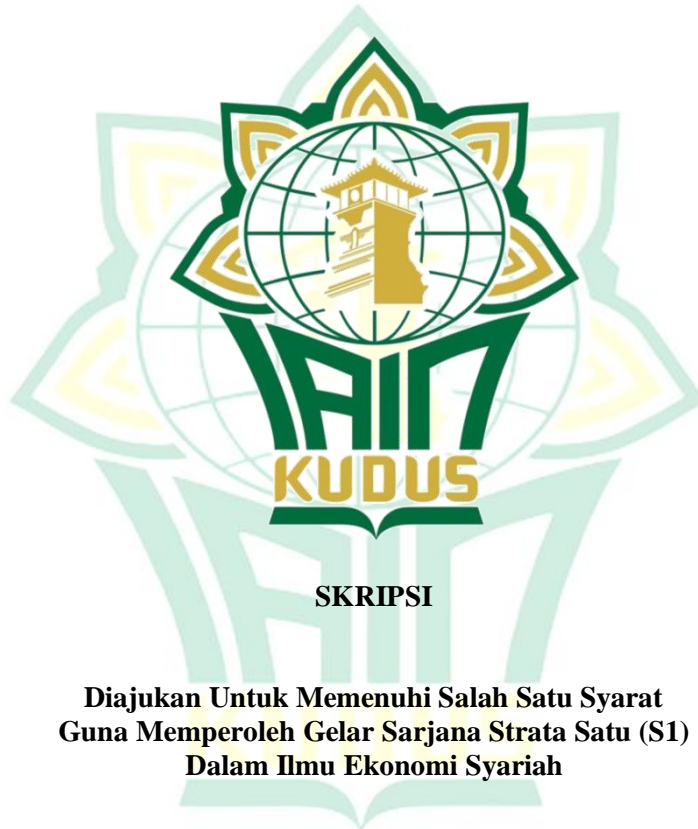 IAIN
KUDUS
SKRIPSI
Diajukan Untuk Memenuhi Salah Satu Syarat
Guna Memperoleh Gelar Sarjana Strata Satu (S1)
Dalam Ilmu Ekonomi Syariah